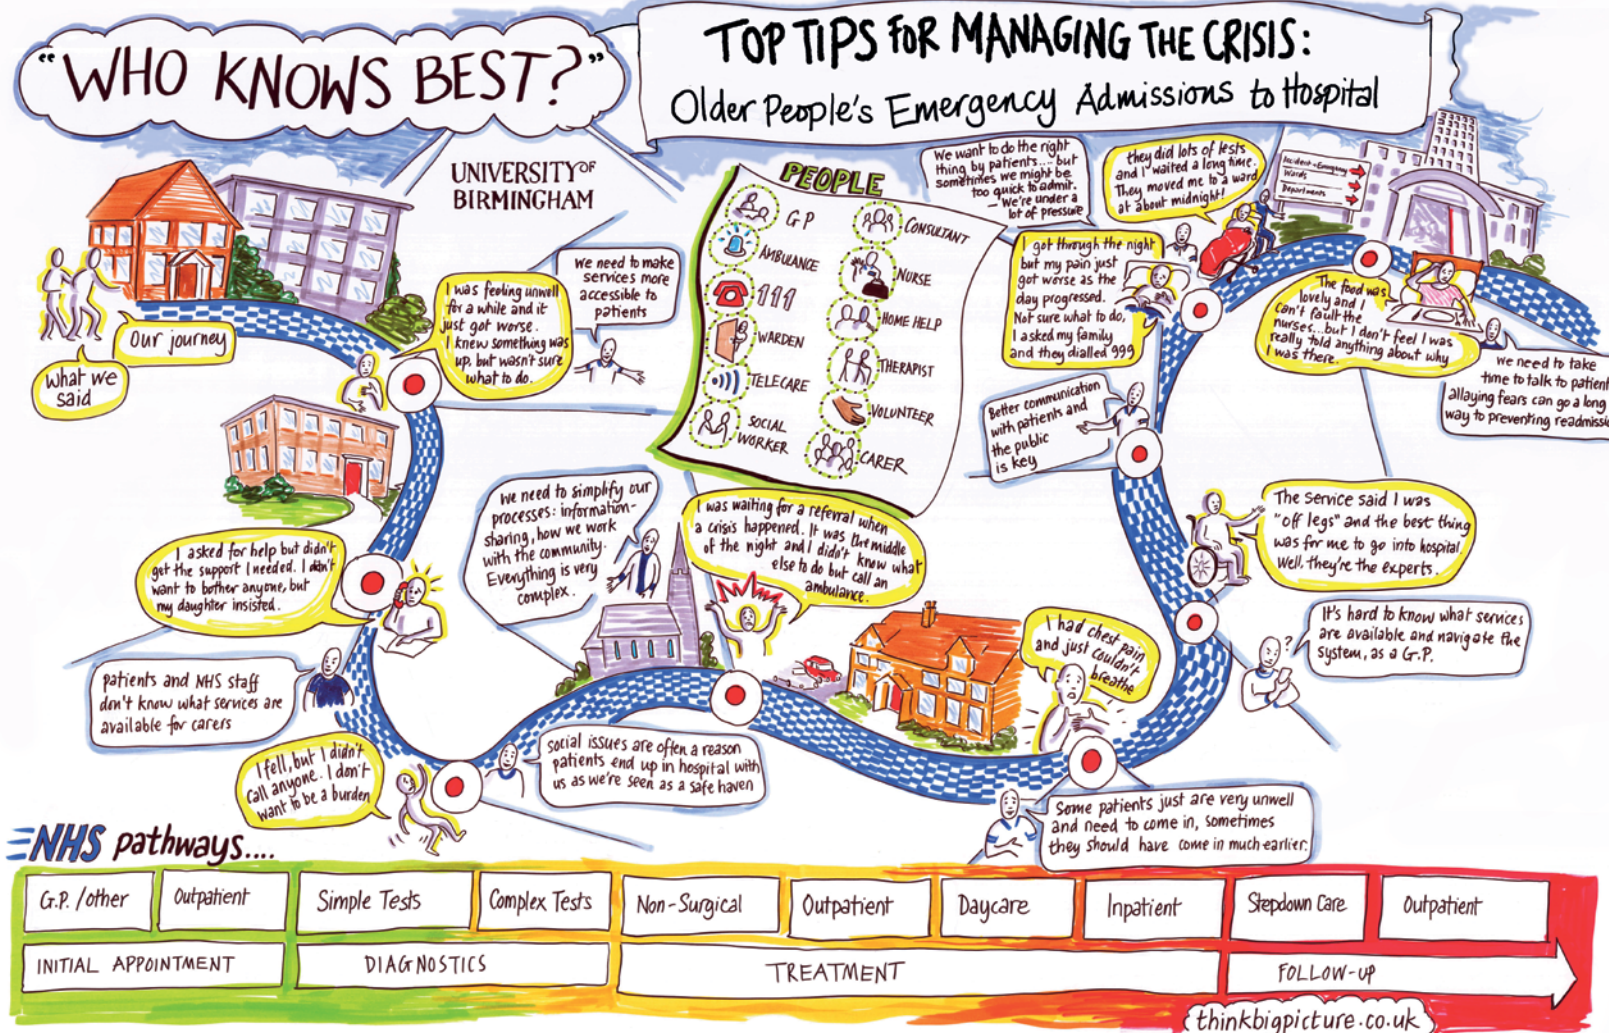 "WHO KNOWS BEST?"
TOP TIPS FOR MANAGING THE CRISIS:
Older People's Emergency Admissions to Hospital
UNIVERSITY OF
BIRMINGHAM
PEOPLE
G.P
AMBULANCE
111
WARDEN
TELECARE
SOCIAL
WORKER
CONSULTANT
NURSE
HOME HELP
THERAPIST
VOLUNTEER
CARER
Our journey
What we
said
I was feeling unwell
for a while and it
just got worse.
I knew something was
up, but wasn't sure
what to do.
We need to make
services more
accessible to
patients
I asked for help but didn't
get the support I needed. I didn't
want to bother anyone, but
my daughter insisted.
patients and NHS staff
don't know what services are
available for carers
I fell, but I didn't
call anyone. I don't
want to be a burden
We need to simplify our
processes: information-
sharing, how we work
with the community.
Everything is very
complex.
social issues are often a reason
patients end up in hospital with
us as we're seen as a safe haven
I was waiting for a referral when
a crisis happened. It was the middle
of the night and I didn't know what
else to do but call an
ambulance.
I had chest pain
and just couldn't
breathe
Some patients just are very unwell
and need to come in, sometimes
they should have come in much earlier.
It's hard to know what services
are available and navigate the
system, as a G.P.
?
The service said I was
"off legs" and the best thing
was for me to go into hospital.
Well, they're the experts.
Better communication
with patients and
the public
is key
I got through the night
but my pain just
got worse as the
day progressed.
Not sure what to do,
I asked my family
and they dialled 999
We want to do the right
thing by patients... but
sometimes we might be
too quick to admit.
- We're under a
lot of pressure
they did lots of tests
and I waited a long time.
They moved me to a ward
at about midnight!
Accident + Emergency
Wards
Departments
The food was
lovely and I
can't fault the
nurses...but I don't feel I was
really told anything about why
I was there.
We need to take
time to talk to patient
allaying fears can go a long
way to preventing readmissi
NHS pathways....
G.P. /other
Outpatient
Simple Tests
Complex Tests
Non-Surgical
Outpatient
Daycare
Inpatient
Stepdown Care
Outpatient
INITIAL APPOINTMENT
DIAGNOSTICS
TREATMENT
FOLLOW-UP
thinkbigpicture.co.uk